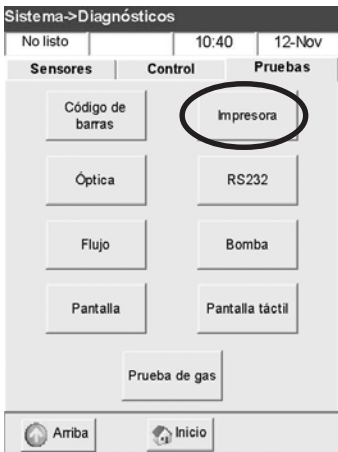 Sistema->Diagnósticos
No listo 10:40 12-Nov
Sensores Control Pruebas
Código de
barras
Impresora
Óptica RS232
Flujo Bomba
Pantalla Pantalla táctil
Prueba de gas
Arriba Inicio